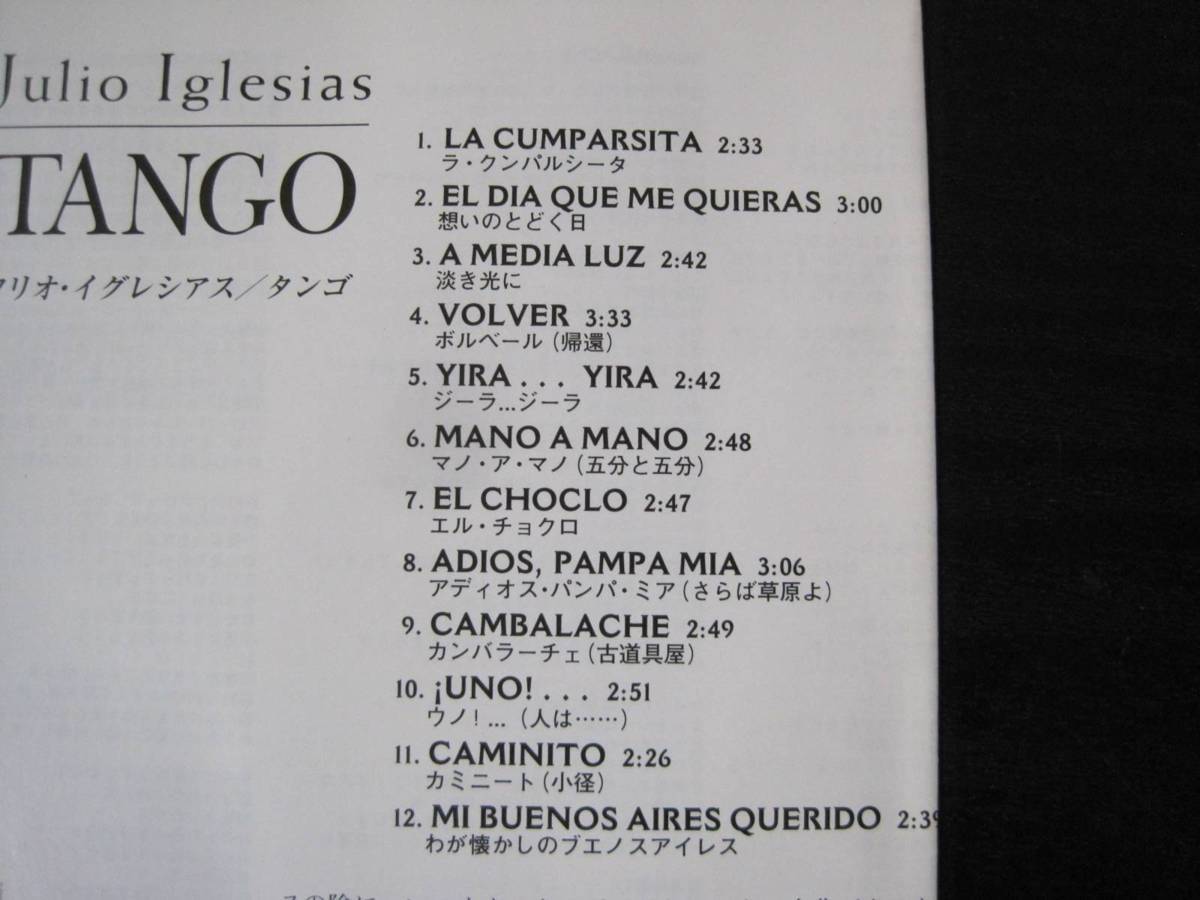 Julio Iglesias
TANGO
フリオ・イグレシアス／タンゴ
1. LA CUMPARSITA 2:33
ラ・クンパルシータ
2. EL DIA QUE ME QUIERAS 3:00
想いのとどく日
3. A MEDIA LUZ 2:42
淡き光に
4. VOLVER 3:33
ボルベール(帰還)
5. YIRA... YIRA 2:42
ジーラ...ジーラ
6. MANO A MANO 2:48
マノ・ア・マノ(五分と五分)
7. EL CHOCLO 2:47
エル・チョクロ
8. ADIOS, PAMPA MIA 3:06
アディオス・パンパ・ミア(さらば草原よ)
9. CAMBALACHE 2:49
カンバラーチェ(古道具屋)
10. ¡UNO!... 2:51
ウノ!...(人は……)
11. CAMINITO 2:26
カミニート(小径)
12. MI BUENOS AIRES QUERIDO 2:39
わが懐かしのブエノスアイレス